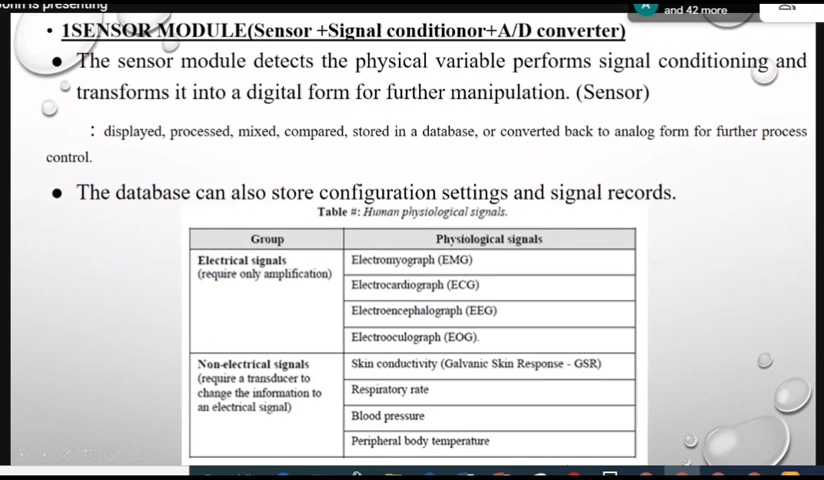 is presenting
and 42 more
• 1SENSOR MODULE(Sensor +Signal conditionor+A/D converter)
● The sensor module detects the physical variable performs signal conditioning and
transforms it into a digital form for further manipulation. (Sensor)
: displayed, processed, mixed, compared, stored in a database, or converted back to analog form for further process
control.
● The database can also store configuration settings and signal records.
Table #: Human physiological signals.
Group Physiological signals
Electrical signals
(require only amplification)
Electromyograph (EMG)
Electrocardiograph (ECG)
Electroencephalograph (EEG)
Electrooculograph (EOG).
Non-electrical signals
(require a transducer to
change the information to
an electrical signal)
Skin conductivity (Galvanic Skin Response - GSR)
Respiratory rate
Blood pressure
Peripheral body temperature